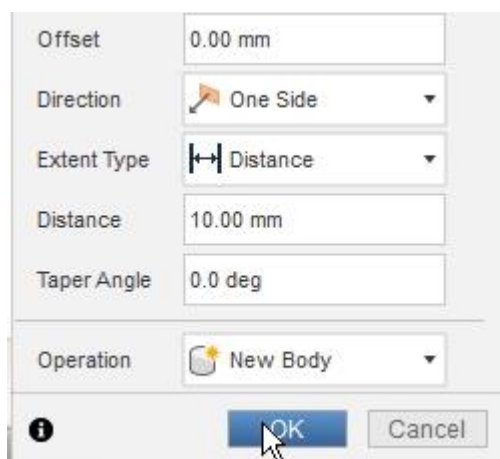 Offset 0.00 mm
Direction One Side
Extent Type Distance
Distance 10.00 mm
Taper Angle 0.0 deg
Operation New Body
OK Cancel